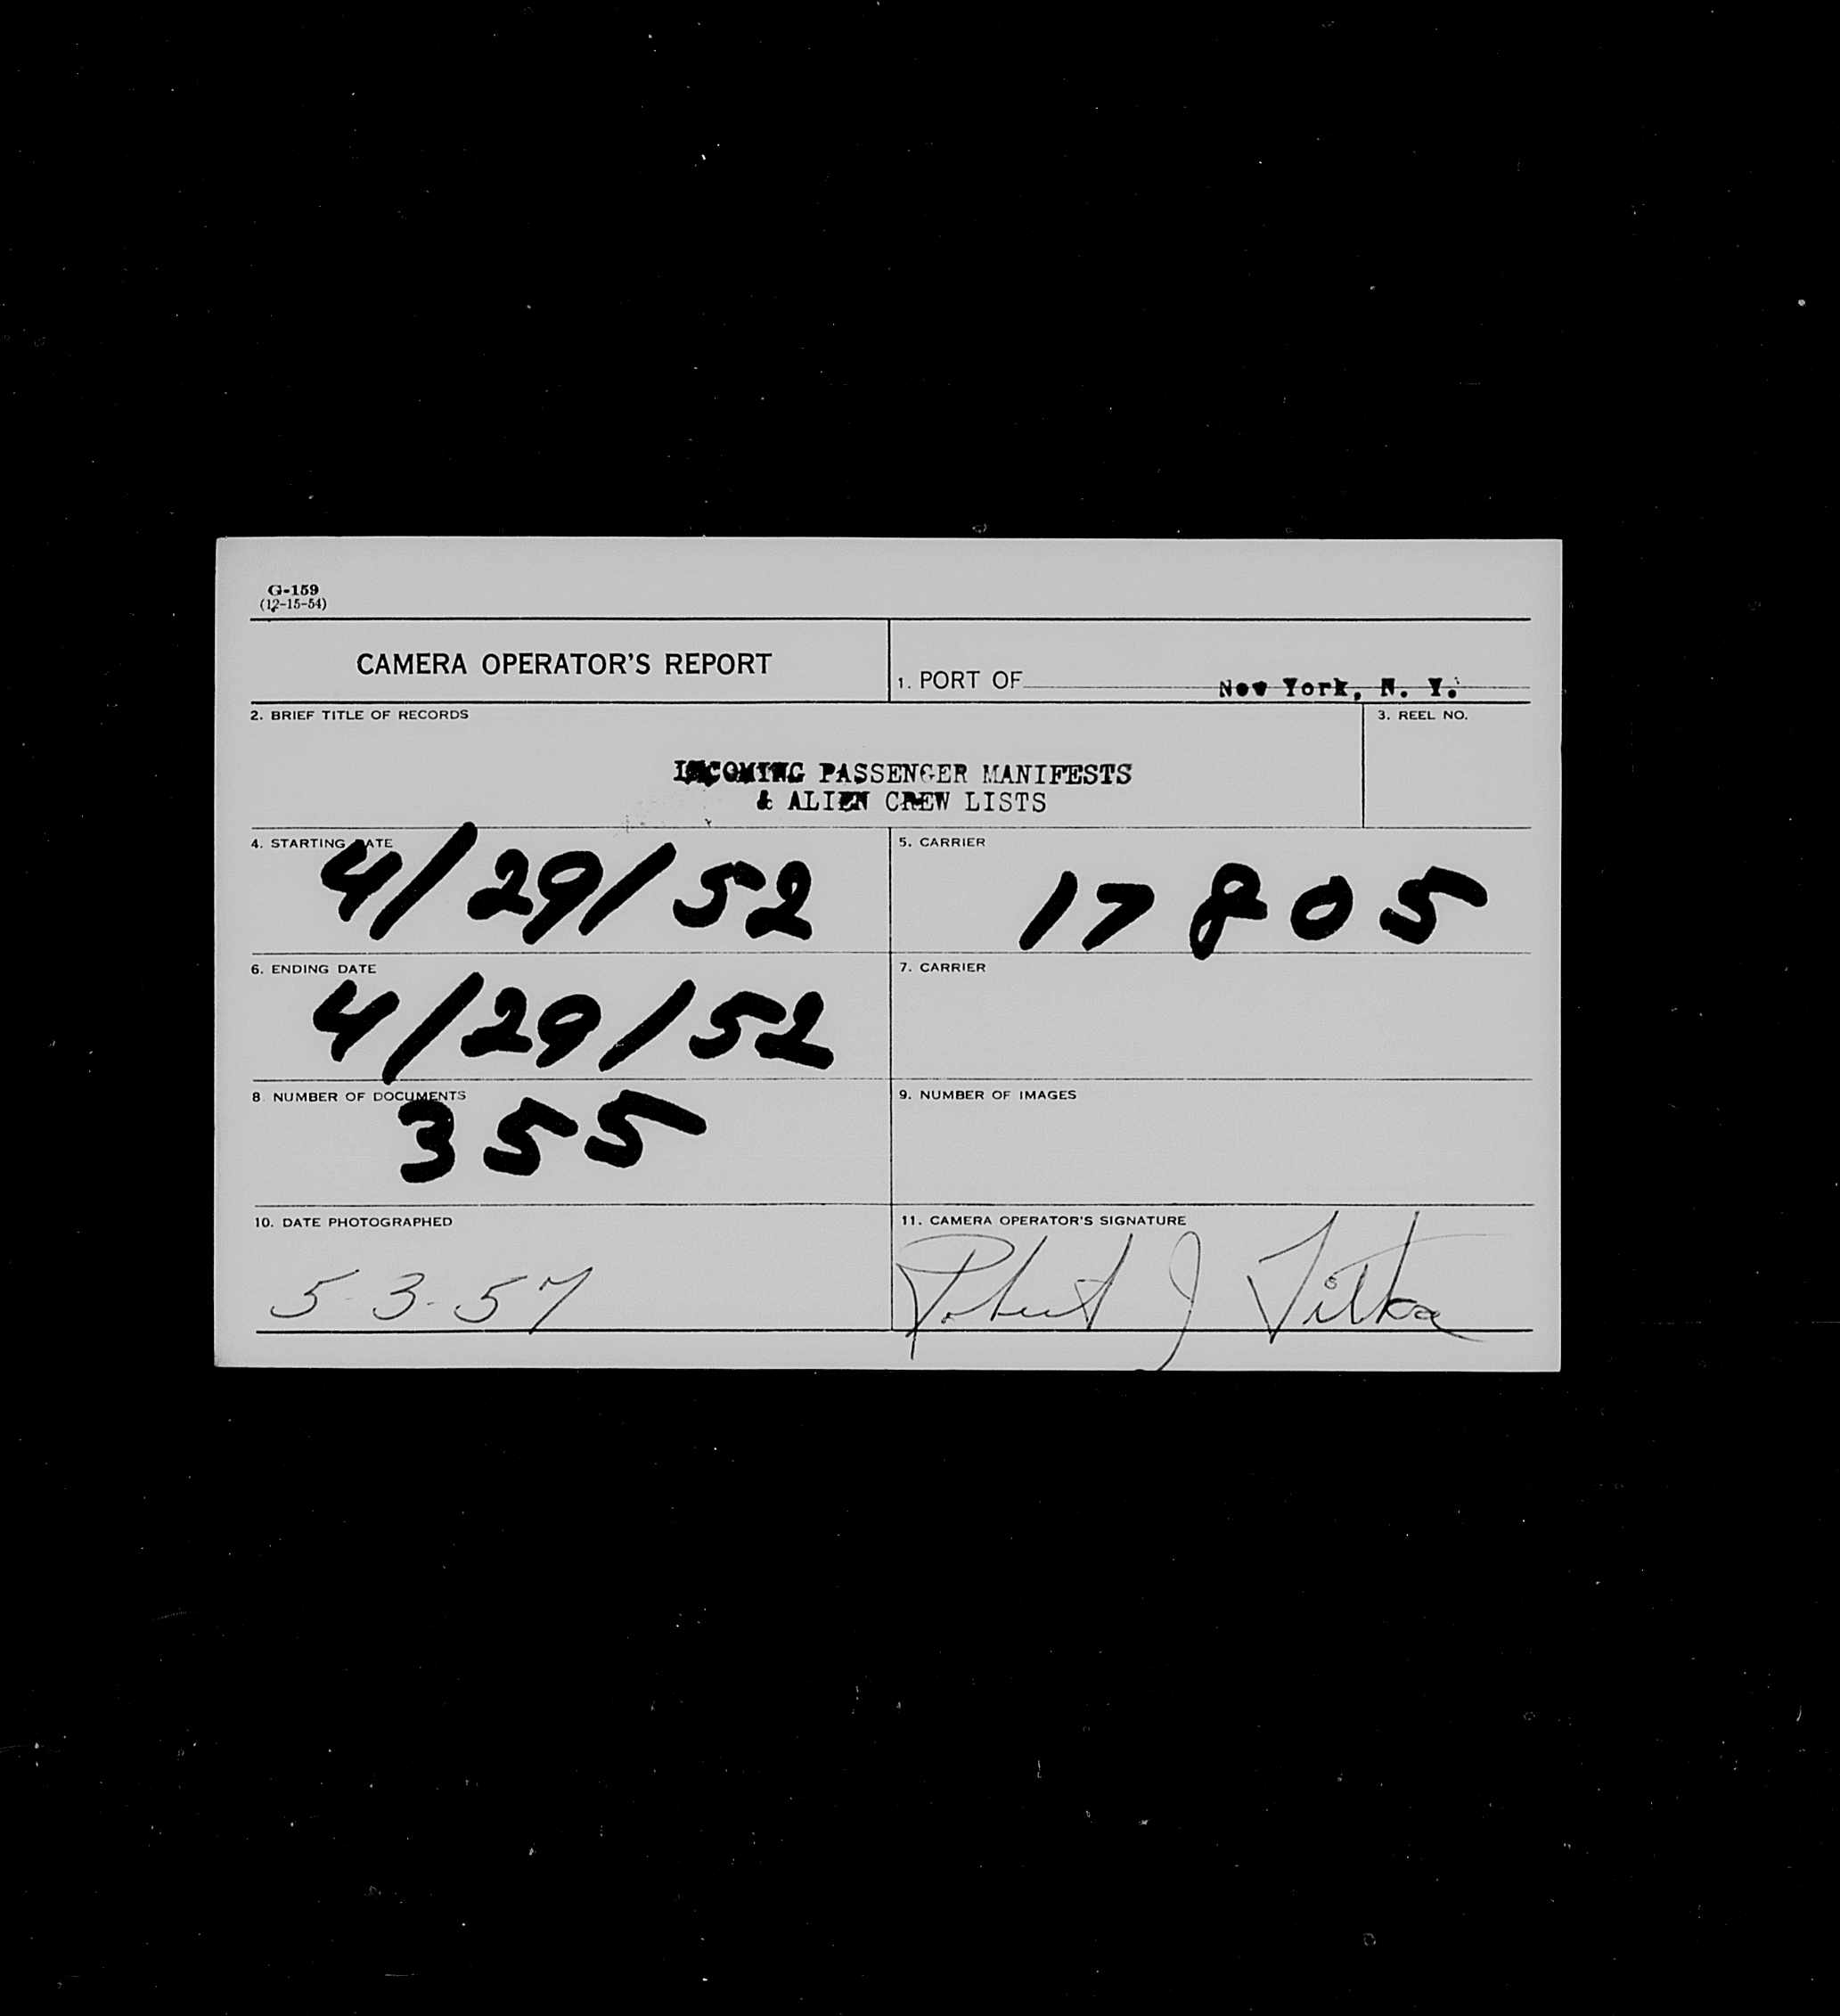 G-159
(12-15-54)
CAMERA OPERATOR'S REPORT
1. PORT OF New York, N. Y.
2. BRIEF TITLE OF RECORDS
3. REEL NO.
INCOMING PASSENGER MANIFESTS
& ALIEN CREW LISTS
4. STARTING DATE
4/29/52
5. CARRIER
17805
6. ENDING DATE
4/29/52
7. CARRIER
8. NUMBER OF DOCUMENTS
355
9. NUMBER OF IMAGES
10. DATE PHOTOGRAPHED
5-3-57
11. CAMERA OPERATOR'S SIGNATURE
Robert J